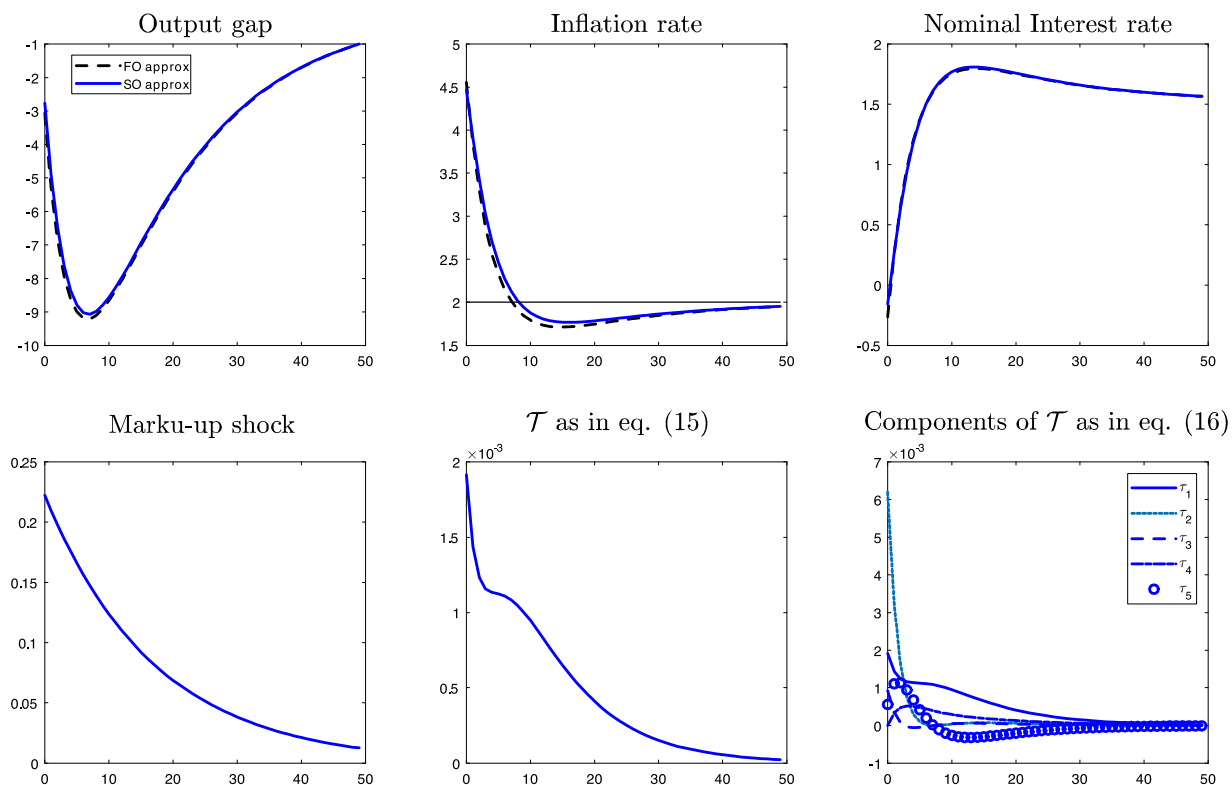 Output gap
-1
-2
-3
-4
-5
-6
-7
-8
-9
-10
0 10 20 30 40 50
FO approx
SO approx
Inflation rate
5
4.5
4
3.5
3
2.5
2
1.5
0 10 20 30 40 50
Nominal Interest rate
2
1.5
1
0.5
0
-0.5
0 10 20 30 40 50
Marku-up shock
0.25
0.2
0.15
0.1
0.05
0
0 10 20 30 40 50
𝒯 as in eq. (15)
×10⁻³
2
1.5
1
0.5
0
0 10 20 30 40 50
Components of 𝒯 as in eq. (16)
×10⁻³
7
6
5
4
3
2
1
0
-1
0 10 20 30 40 50
τ₁
τ₂
τ₃
τ₄
τ₅